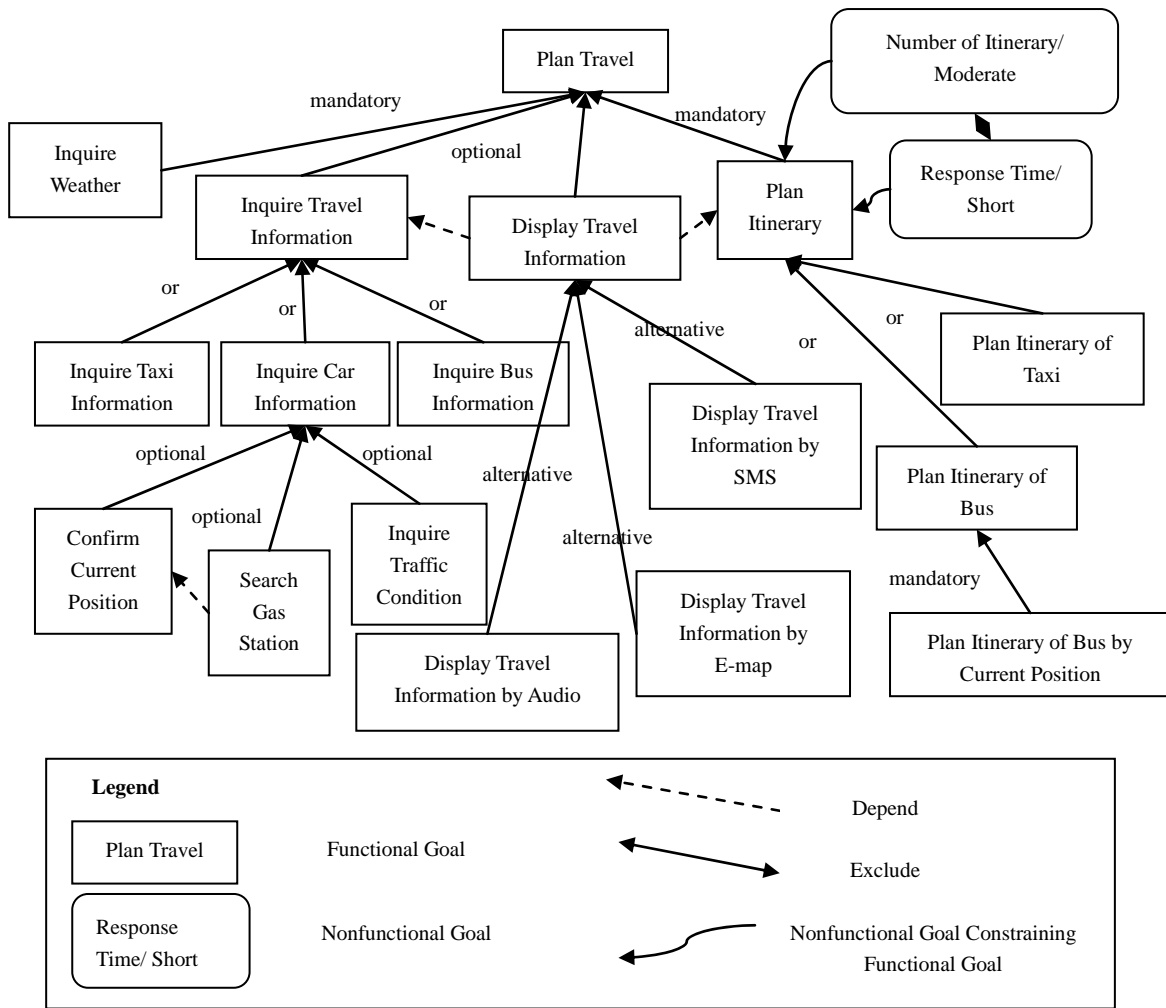 Plan Travel
Number of Itinerary/
Moderate
mandatory
mandatory
Inquire
Weather
optional
Inquire Travel
Information
Display Travel
Information
Plan
Itinerary
Response Time/
Short
or
or
or
alternative
or
or
Inquire Taxi
Information
Inquire Car
Information
Inquire Bus
Information
Plan Itinerary of
Taxi
Display Travel
Information by
SMS
optional
optional
alternative
Plan Itinerary of
Bus
optional
alternative
Confirm
Current
Position
Search
Gas
Station
Inquire
Traffic
Condition
mandatory
Display Travel
Information by
E-map
Display Travel
Information by Audio
Plan Itinerary of Bus by
Current Position
Legend
Depend
Plan Travel
Functional Goal
Exclude
Response
Time/ Short
Nonfunctional Goal
Nonfunctional Goal Constraining
Functional Goal